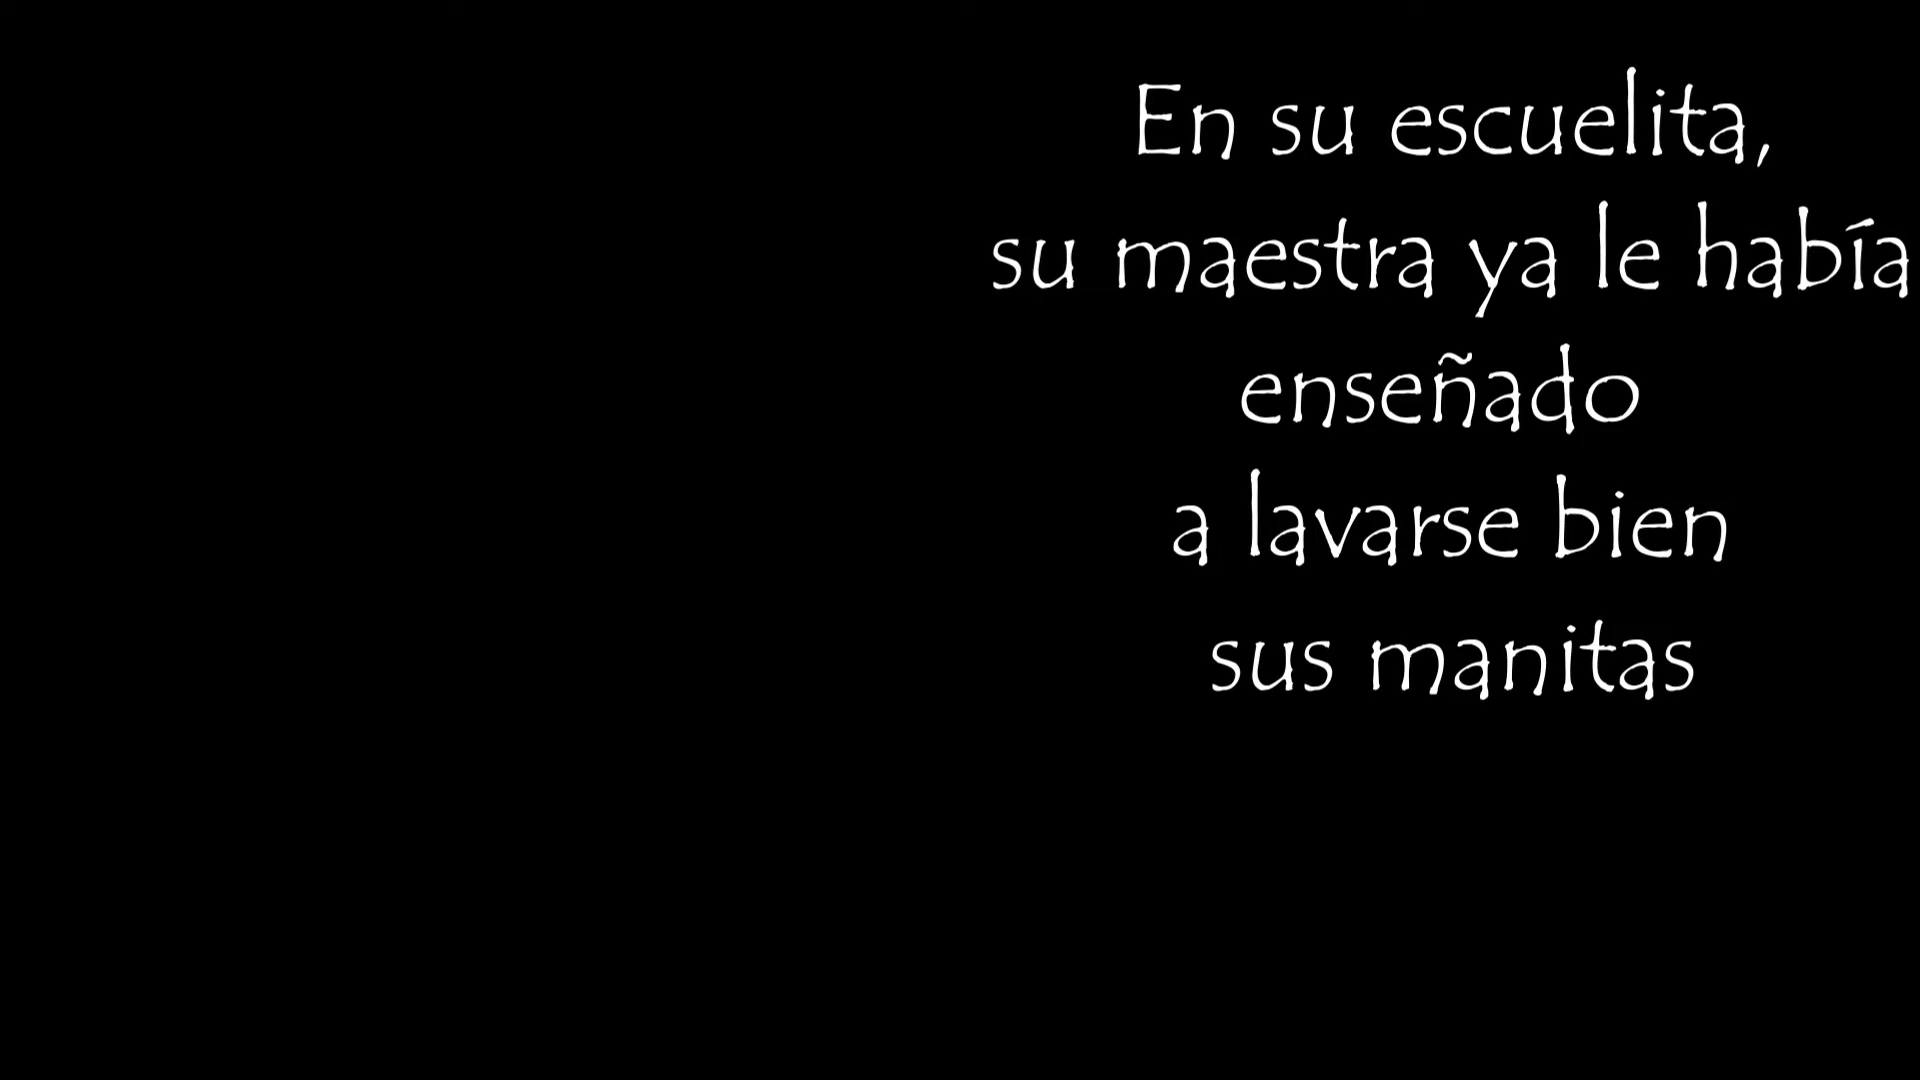 En su escuelita,
su maestra ya le había
enseñado
a lavarse bien
sus manitas